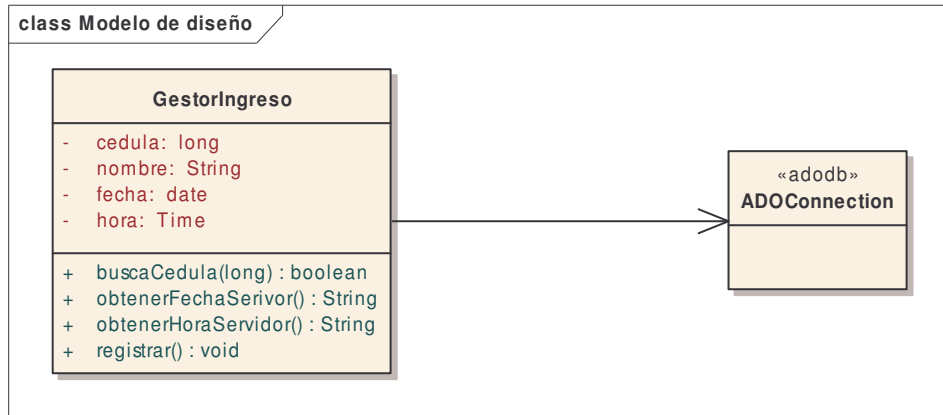 class Modelo de diseño
GestorIngreso
- cedula: long
- nombre: String
- fecha: date
- hora: Time
+ buscaCedula(long) : boolean
+ obtenerFechaSerivor() : String
+ obtenerHoraServidor() : String
+ registrar() : void
«adodb»
ADOConnection